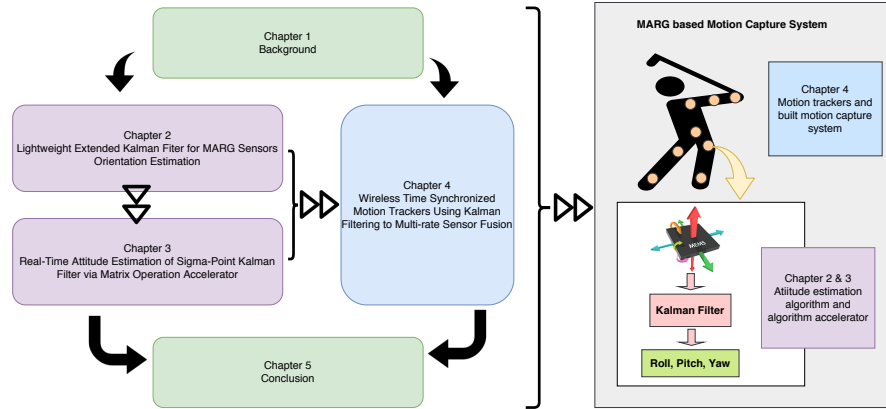 Chapter 1
Background
Chapter 2
Lightweight Extended Kalman Fiter for MARG Sensors
Orientation Estimation
Chapter 3
Real-Time Attitude Estimation of Sigma-Point Kalman
Filter via Matrix Operation Accelerator
Chapter 4
Wireless Time Synchronized
Motion Trackers Using Kalman
Filtering to Multi-rate Sensor Fusion
Chapter 5
Conclusion
MARG based Motion Capture System
Chapter 4
Motion trackers and
built motion capture
system
MEMS
Kalman Filter
Roll, Pitch, Yaw
Chapter 2 & 3
Atiitude estimation
algorithm and
algorithm accelerator